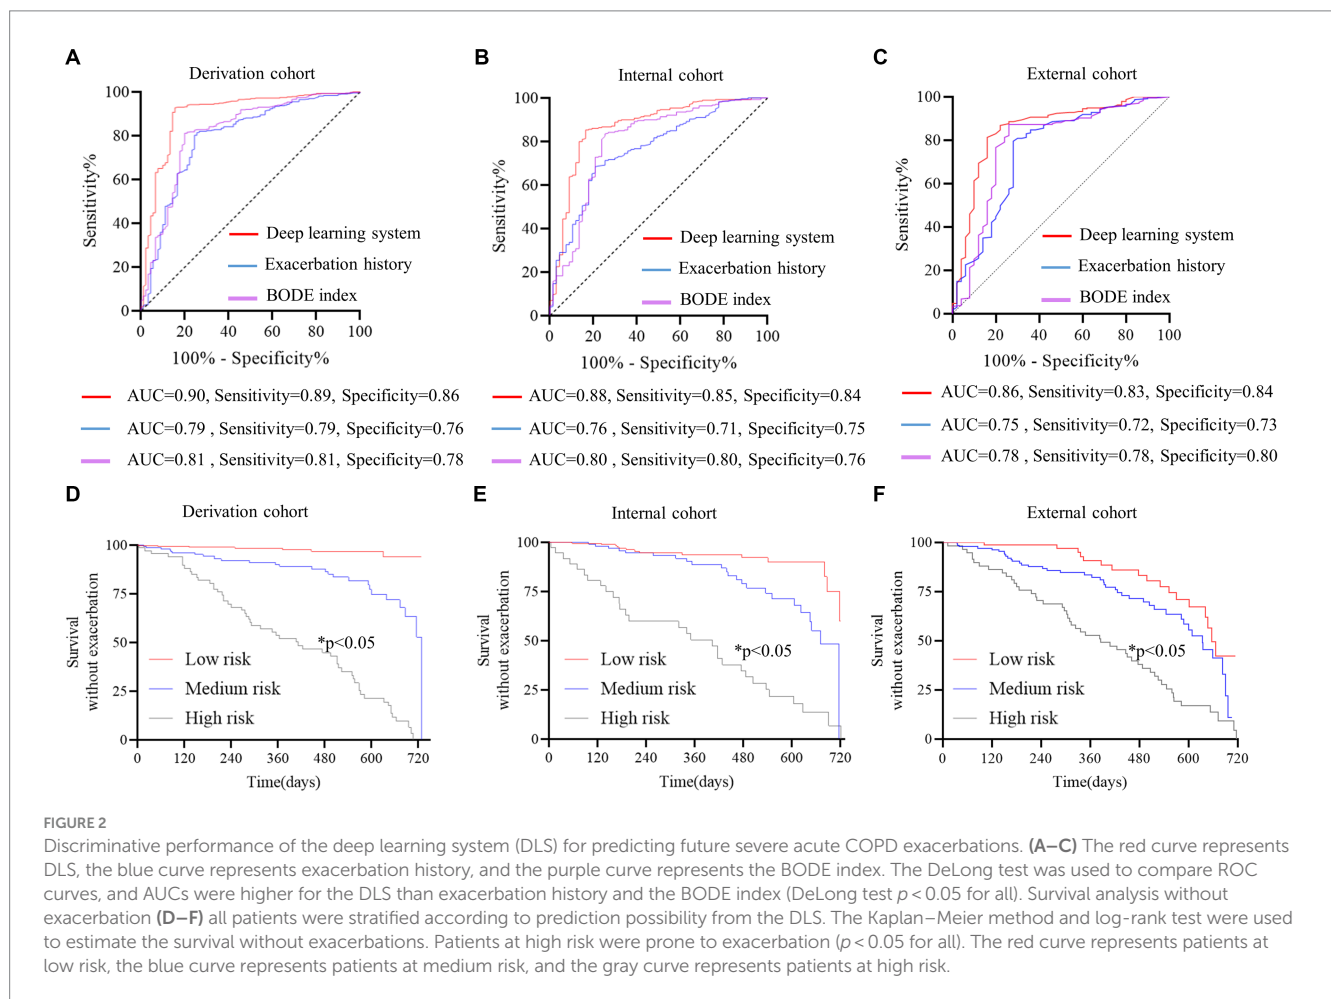 A
Derivation cohort
100
80
60
40
20
0
Sensitivity%
Deep learning system
Exacerbation history
BODE index
0 20 40 60 80 100
100% - Specificity%
AUC=0.90, Sensitivity=0.89, Specificity=0.86
AUC=0.79 , Sensitivity=0.79, Specificity=0.76
AUC=0.81 , Sensitivity=0.81, Specificity=0.78
B
Internal cohort
100
80
60
40
20
0
Sensitivity%
Deep learning system
Exacerbation history
BODE index
0 20 40 60 80 100
100% - Specificity%
AUC=0.88, Sensitivity=0.85, Specificity=0.84
AUC=0.76 , Sensitivity=0.71, Specificity=0.75
AUC=0.80 , Sensitivity=0.80, Specificity=0.76
C
External cohort
100
80
60
40
20
0
Sensitivity%
Deep learning system
Exacerbation history
BODE index
0 20 40 60 80 100
100% - Specificity%
AUC=0.86, Sensitivity=0.83, Specificity=0.84
AUC=0.75 , Sensitivity=0.72, Specificity=0.73
AUC=0.78 , Sensitivity=0.78, Specificity=0.80
D
Derivation cohort
100
75
50
25
0
Survival
without exacerbation
*p<0.05
Low risk
Medium risk
High risk
0 120 240 360 480 600 720
Time(days)
E
Internal cohort
100
75
50
25
0
Survival
without exacerbation
*p<0.05
Low risk
Medium risk
High risk
0 120 240 360 480 600 720
Time(days)
F
External cohort
100
75
50
25
0
Survival
without exacerbation
*p<0.05
Low risk
Medium risk
High risk
0 120 240 360 480 600 720
Time(days)
FIGURE 2
Discriminative performance of the deep learning system (DLS) for predicting future severe acute COPD exacerbations. (A–C) The red curve represents
DLS, the blue curve represents exacerbation history, and the purple curve represents the BODE index. The DeLong test was used to compare ROC
curves, and AUCs were higher for the DLS than exacerbation history and the BODE index (DeLong test p < 0.05 for all). Survival analysis without
exacerbation (D–F) all patients were stratified according to prediction possibility from the DLS. The Kaplan–Meier method and log-rank test were used
to estimate the survival without exacerbations. Patients at high risk were prone to exacerbation (p < 0.05 for all). The red curve represents patients at
low risk, the blue curve represents patients at medium risk, and the gray curve represents patients at high risk.